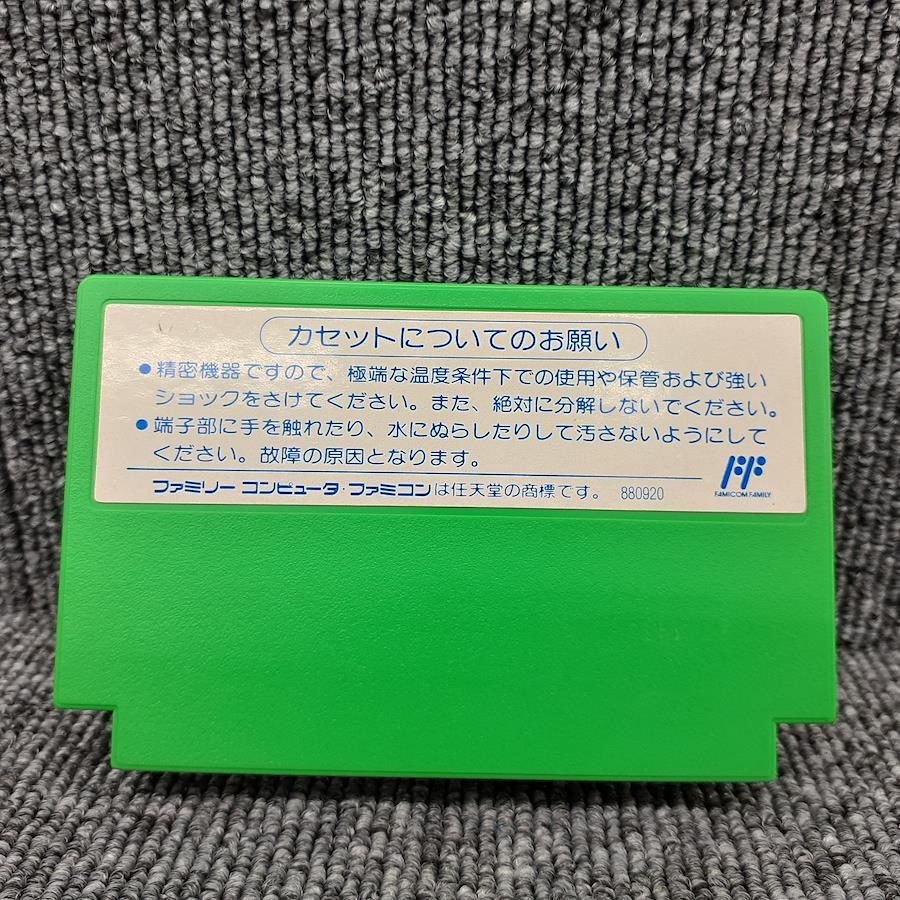 カセットについてのお願い
●精密機器ですので、極端な温度条件下での使用や保管および強い
ショックをさけてください。また、絶対に分解しないでください。
●端子部に手を触れたり、水にぬらしたりして汚さないようにして
ください。故障の原因となります。
ファミリー コンピュータ・ファミコンは任天堂の商標です。 880920
FAMICOM FAMILY